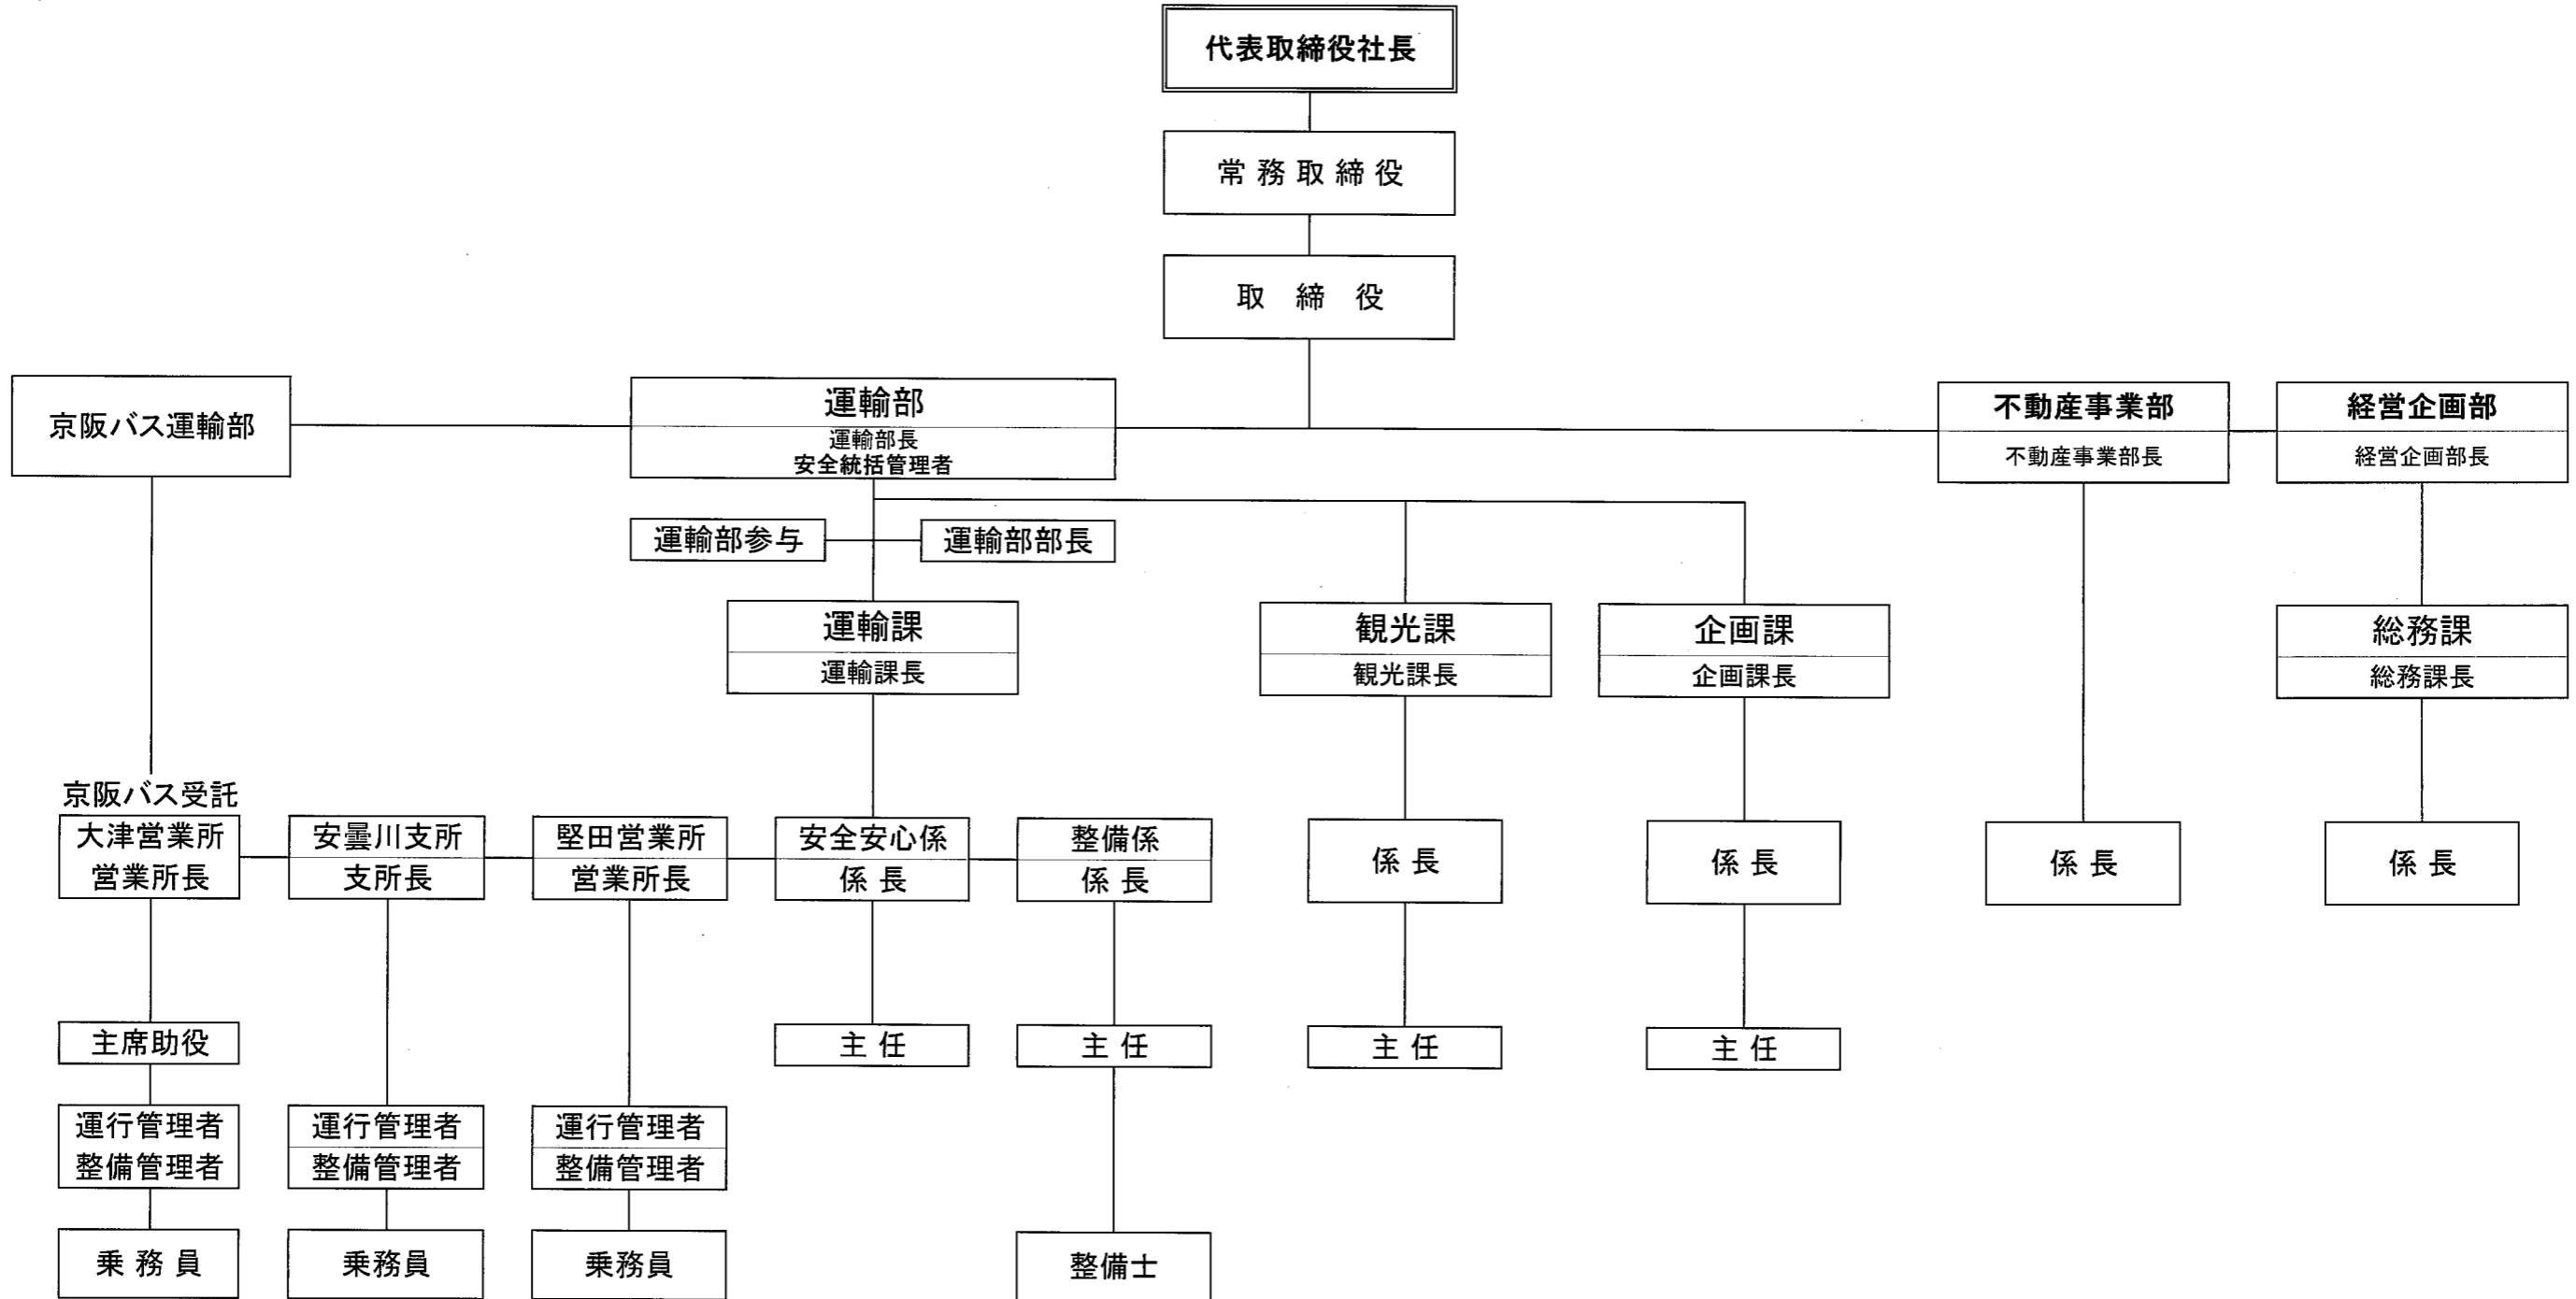 代表取締役社長
常務取締役
取 締 役
京阪バス運輸部
運輸部
運輸部長
安全統括管理者
不動産事業部
不動産事業部長
経営企画部
経営企画部長
運輸部参与
運輸部部長
運輸課
運輸課長
観光課
観光課長
企画課
企画課長
総務課
総務課長
京阪バス受託
大津営業所
営業所長
安曇川支所
支所長
堅田営業所
営業所長
安全安心係
係 長
整備係
係 長
係 長
係 長
係 長
係 長
主席助役
主 任
主 任
主 任
主 任
運行管理者
整備管理者
運行管理者
整備管理者
運行管理者
整備管理者
乗 務 員
乗務員
乗務員
整備士